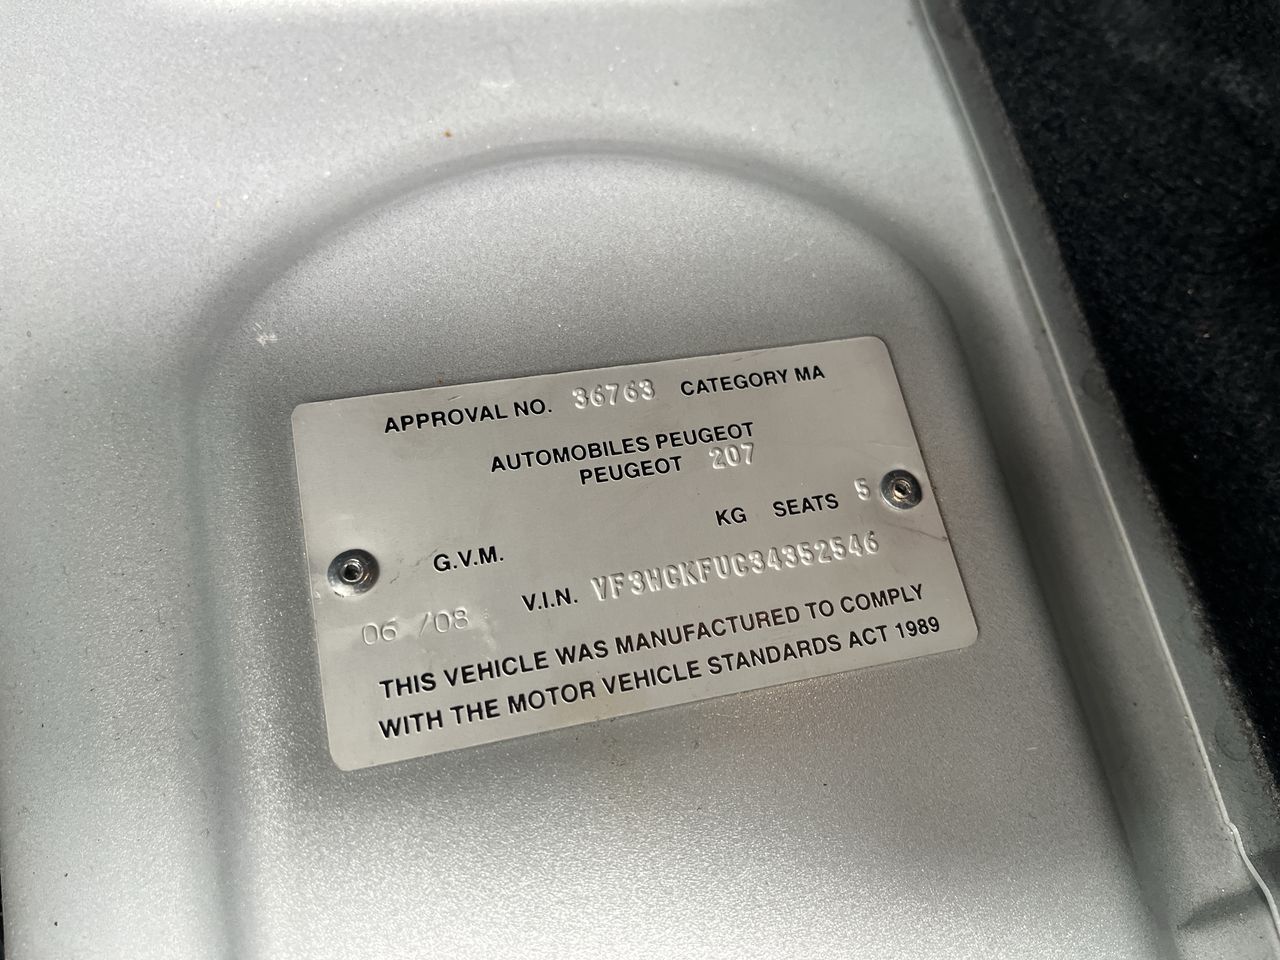 APPROVAL NO. 36763 CATEGORY MA
AUTOMOBILES PEUGEOT
PEUGEOT 207
KG SEATS 5
G.V.M.
V.I.N. VF3WCKFUC34352546
06 /08
THIS VEHICLE WAS MANUFACTURED TO COMPLY
WITH THE MOTOR VEHICLE STANDARDS ACT 1989